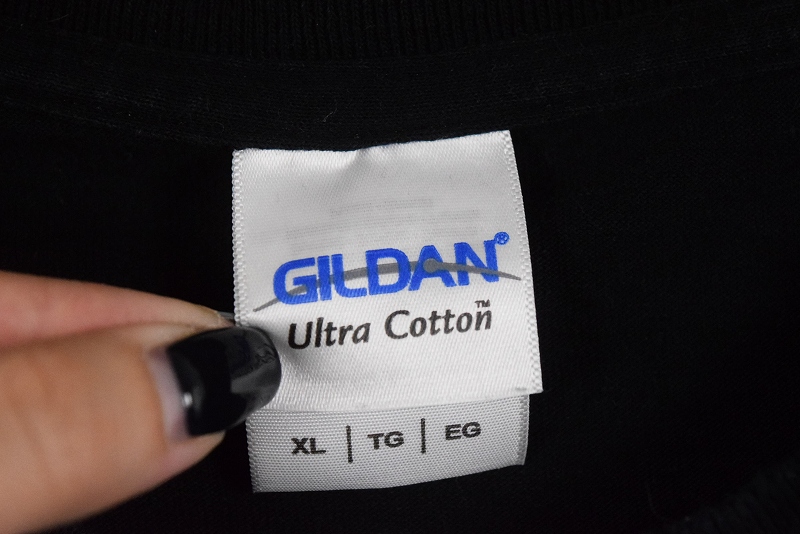 GILDAN®
Ultra Cotton™
XL | TG | EG